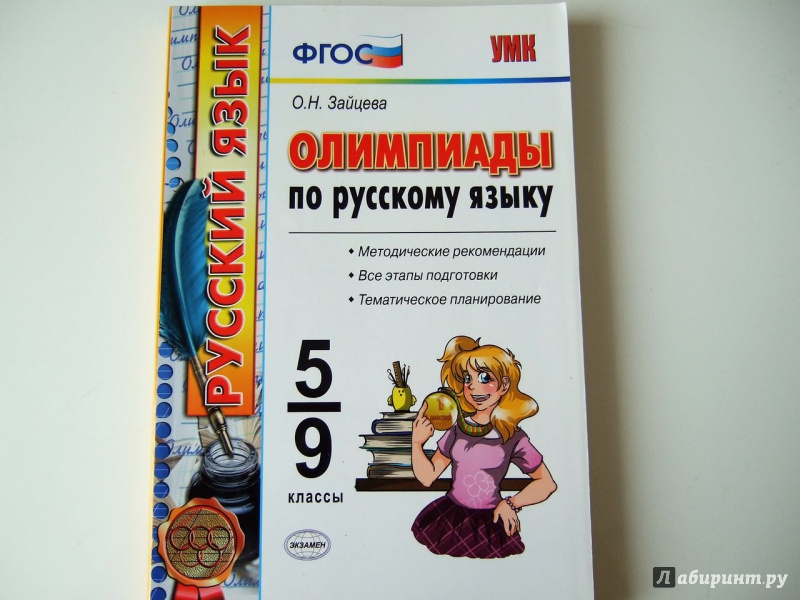 ФГОС
УМК
О.Н. Зайцева
ОЛИМПИАДЫ
ПО РУССКОМУ ЯЗЫКУ
• Методические рекомендации
• Все этапы подготовки
• Тематическое планирование
5
9
КЛАССЫ
РУССКИЙ ЯЗЫК
ЭКЗАМЕН
Лабиринт.ру